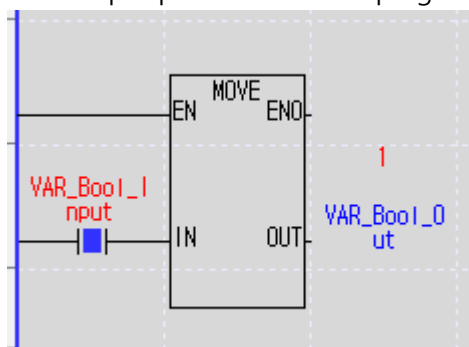 MOVE
EN ENO
1
VAR_Bool_I
nput
VAR_Bool_O
ut
IN OUT